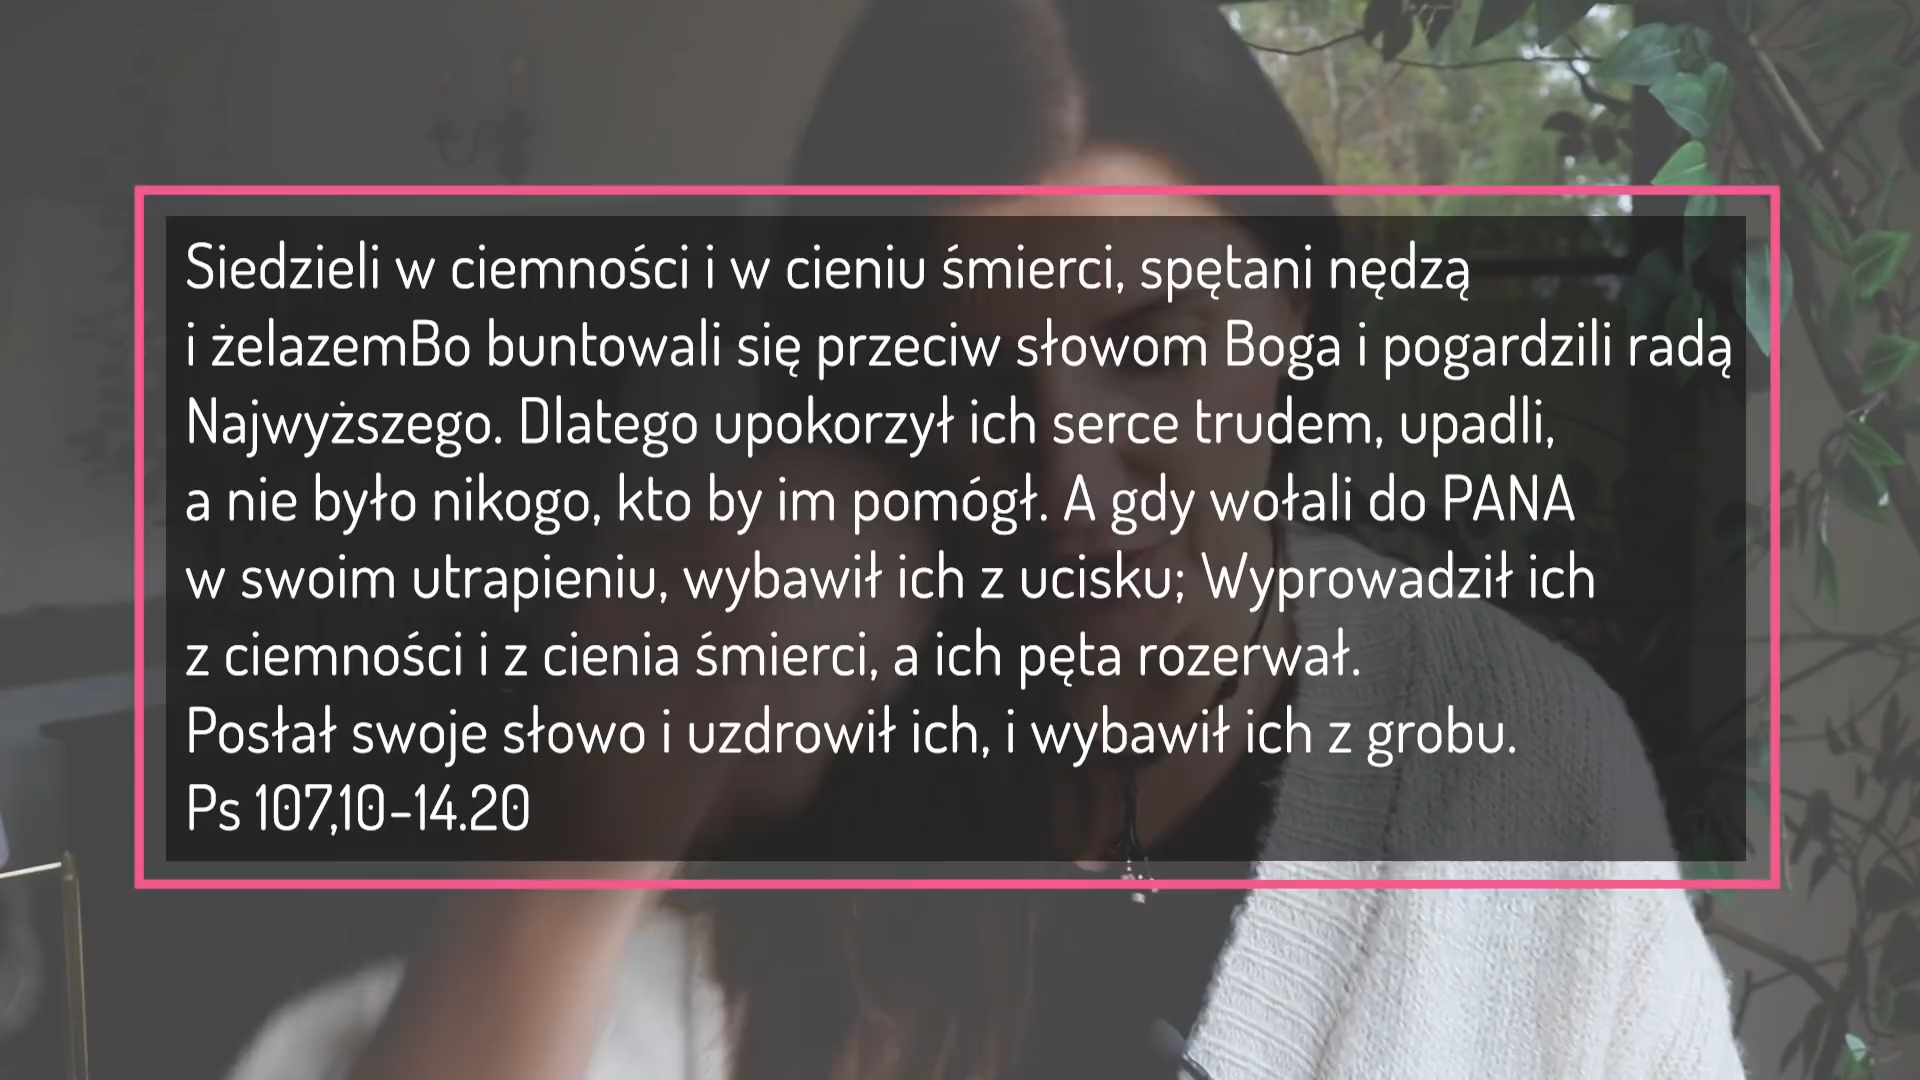 Siedzieli w ciemności i w cieniu śmierci, spętani nędzą
i żelazemBo buntowali się przeciw słowom Boga i pogardzili radą
Najwyższego. Dlatego upokorzył ich serce trudem, upadli,
a nie było nikogo, kto by im pomógł. A gdy wołali do PANA
w swoim utrapieniu, wybawił ich z ucisku; Wyprowadził ich
z ciemności i z cienia śmierci, a ich pęta rozerwał.
Posłał swoje słowo i uzdrowił ich, i wybawił ich z grobu.
Ps 107,10-14.20